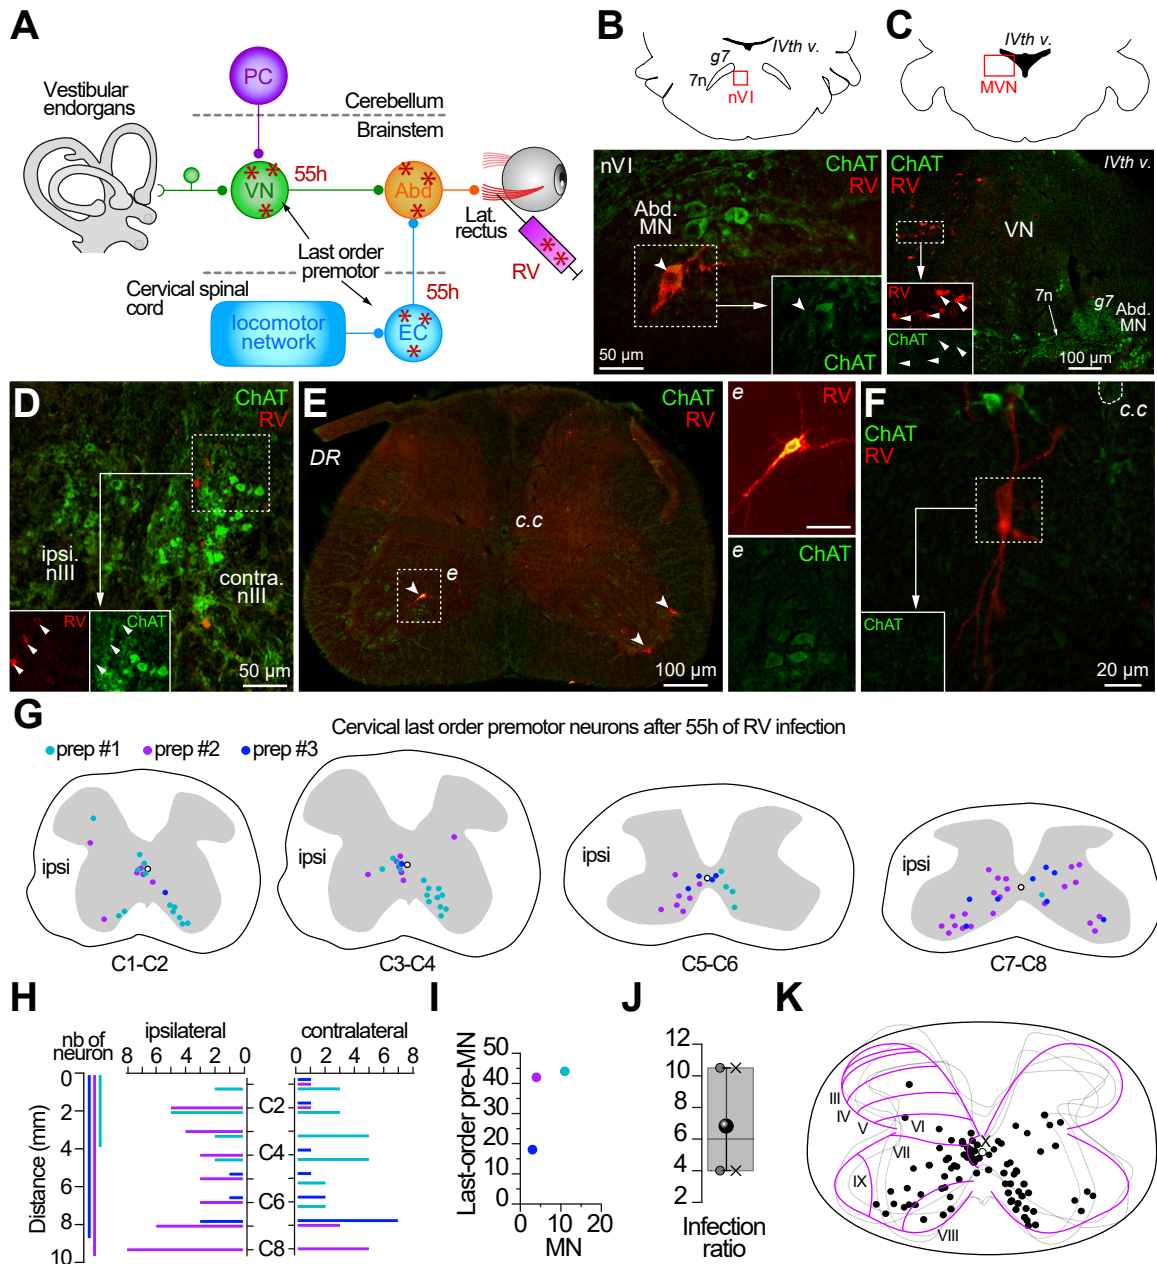 A
Vestibular
endorgans
PC
Cerebellum
Brainstem
VN
55h
Abd
Lat.
rectus
RV
Last order
premotor
Cervical spinal
cord
55h
locomotor
network
EC
B
IVth v.
g7
7n
nVI
nVI
ChAT
RV
Abd.
MN
50 µm
ChAT
C
IVth v.
MVN
ChAT
RV
IVth v.
VN
RV
ChAT
7n
g7
Abd.
MN
100 µm
D
ChAT
RV
ipsi.
nIII
contra.
nIII
RV
ChAT
50 µm
E
ChAT
RV
DR
c.c
e
100 µm
e
RV
e
ChAT
F
c.c
ChAT
RV
ChAT
20 µm
G
Cervical last order premotor neurons after 55h of RV infection
prep #1
prep #2
prep #3
ipsi
ipsi
ipsi
ipsi
C1-C2
C3-C4
C5-C6
C7-C8
H
nb of
neuron
ipsilateral
contralateral
8 6 4 2 0
0 2 4 6 8
Distance (mm)
0
2
4
6
8
10
C2
C4
C6
C8
I
Last-order pre-MN
50
40
30
20
10
0
0 10 20
MN
J
12
10
8
6
4
2
Infection
ratio
K
III
IV
V
VI
VII
IX
VIII
X